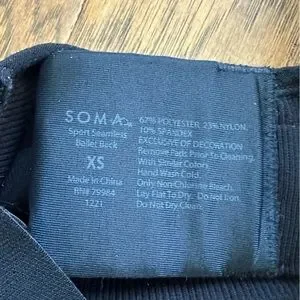 SOMA
Sport Seamless
Ballet Back
XS
Made in China
RN# 79984
1221
67% POLYESTER 23% NYLON,
10% SPANDEX
EXCLUSIVE OF DECORATION
Remove Pads Prior To Cleaning.
With Similar Colors
Hand Wash Cold.
Only Non-Chlorine Bleach.
Lay Flat To Dry. Do Not Iron.
Do Not Dry Clean.